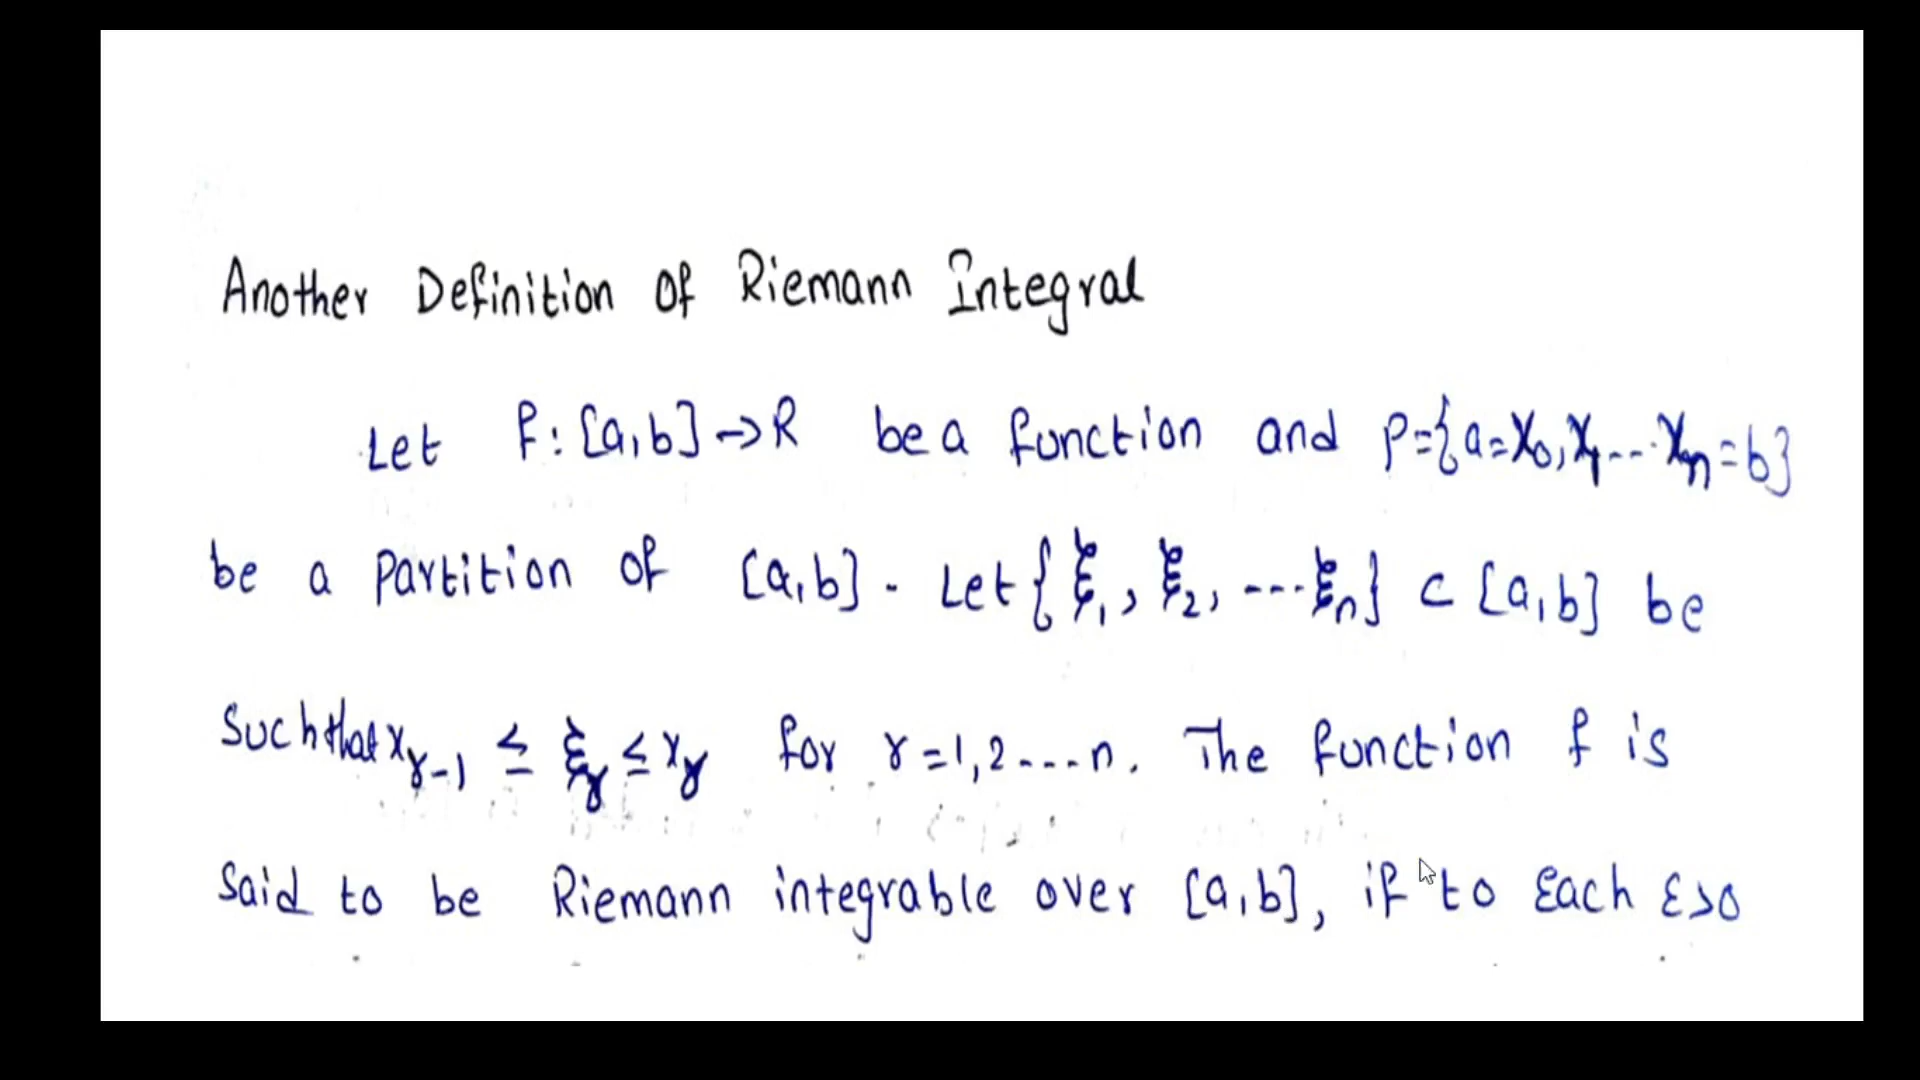 Another Definition of Riemann Integral
Let f: [a,b] → R be a function and P={a=x₀,x₁...xₙ=b}
be a partition of [a,b]. Let {ξ₁, ξ₂, ...ξₙ} ⊂ [a,b] be
Such that xᵣ₋₁ ≤ ξᵣ ≤ xᵣ for r=1,2...n. The function f is
Said to be Riemann integrable over [a,b], if to Each ε>0